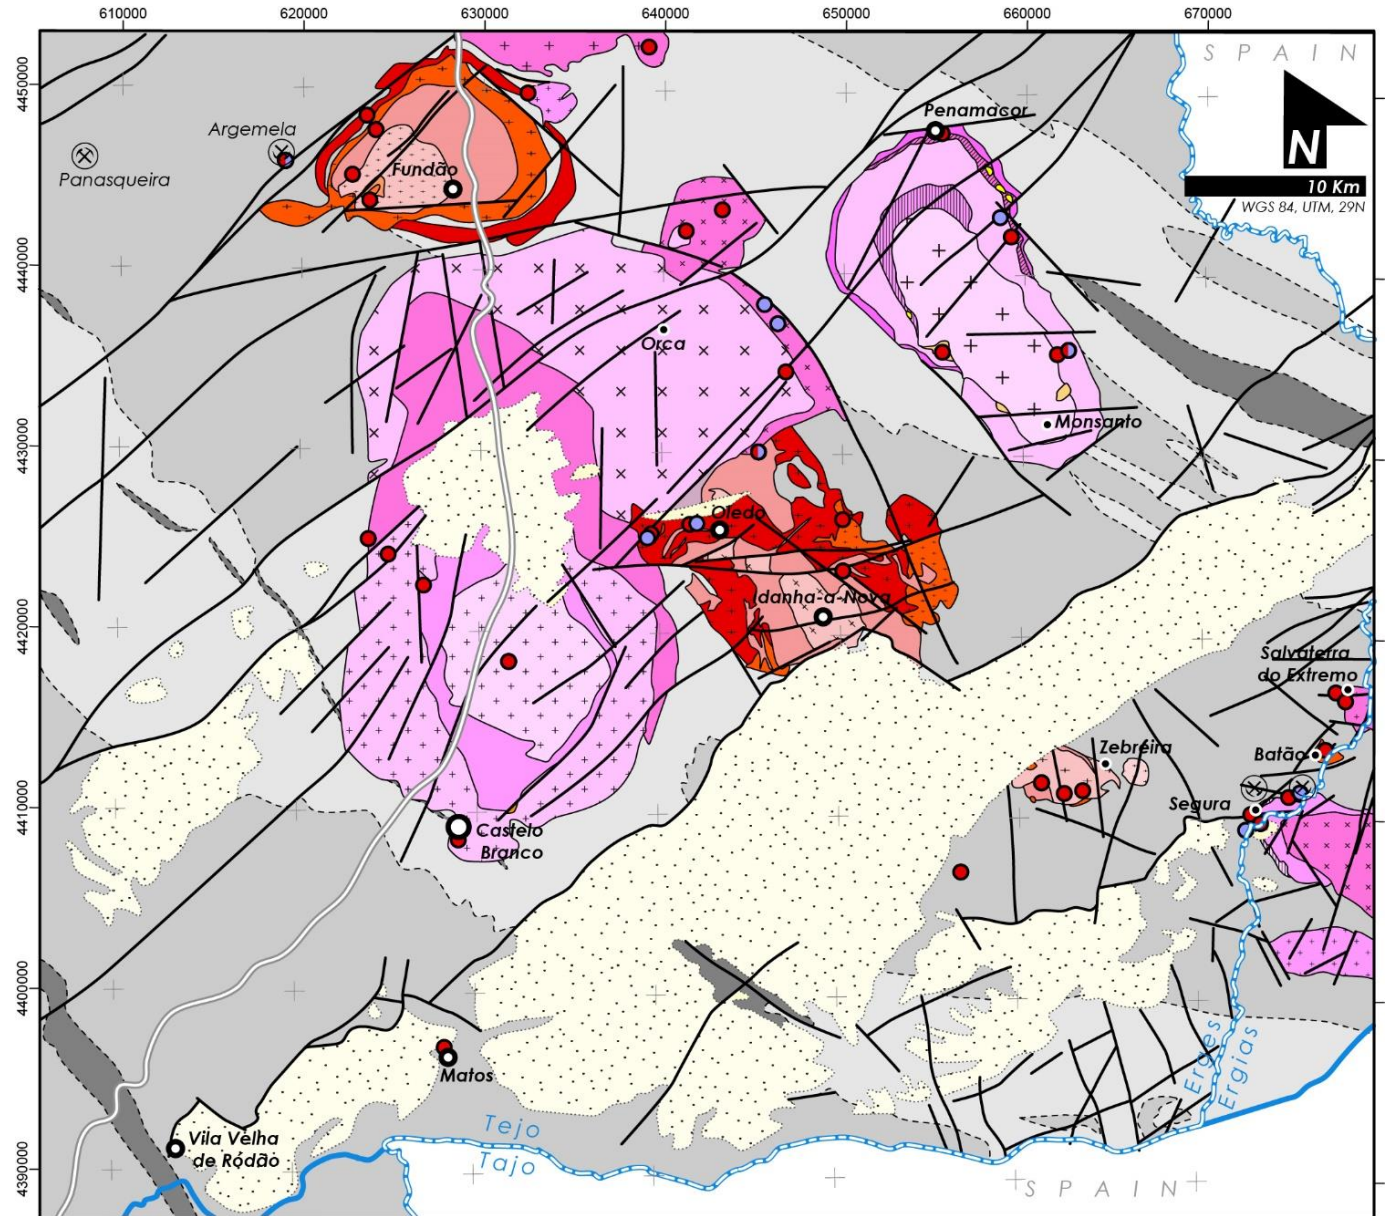 610000
620000
630000
640000
650000
660000
670000
4450000
4440000
4430000
4420000
4410000
4400000
4390000
SPAIN
N
10 Km
WGS 84, UTM, 29N
Penamacor
Argemela
Panasqueira
Fundão
Orca
Monsanto
Oledo
Idanha-a-Nova
Salvaterra
do Extremo
Zebreira
Batão
Segura
Castelo
Branco
Matos
Vila Velha
de Ródão
Tejo
Tajo
Erges
Ergias
SPAIN